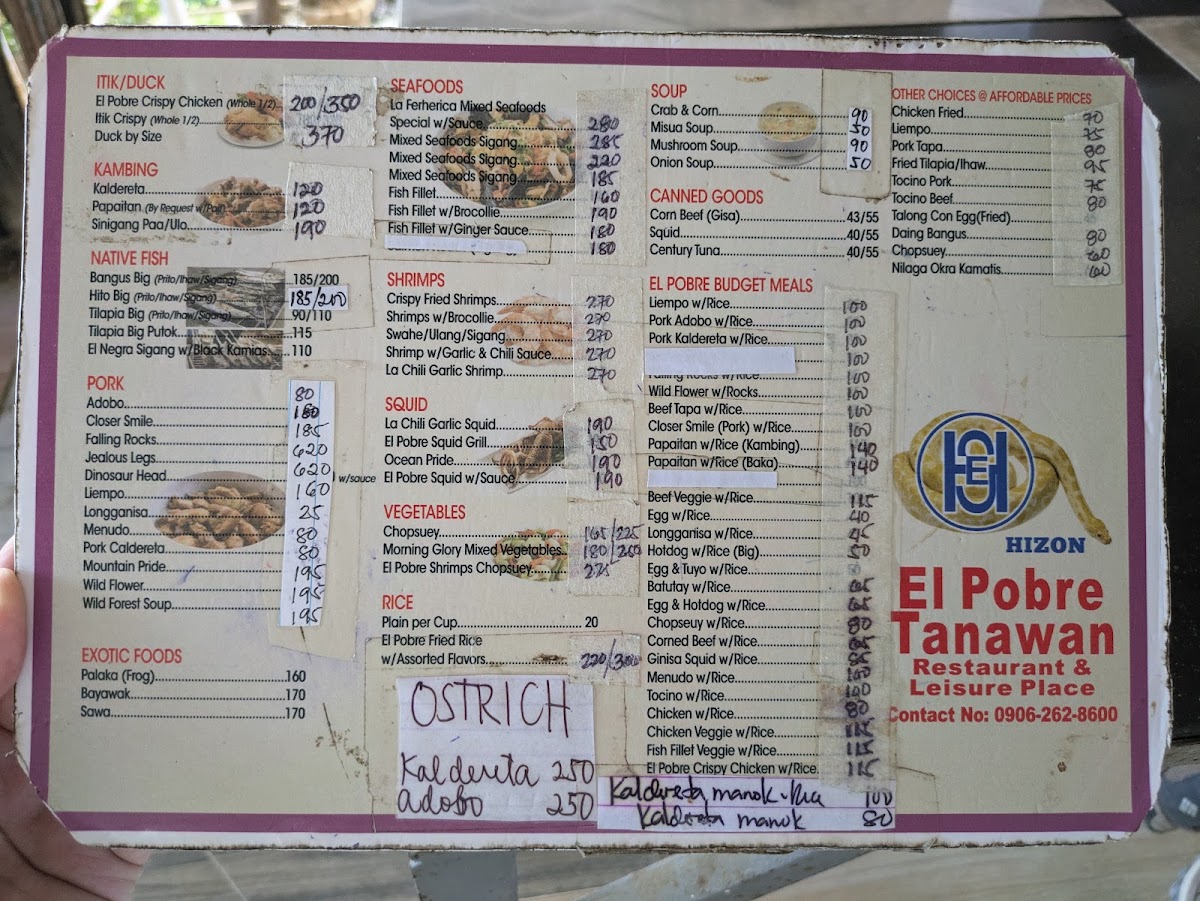 ITIK/DUCK
El Pobre Crispy Chicken (Whole 1/2) 200/350
Itik Crispy (Whole 1/2)
Duck by Size 370
KAMBING
Kaldereta 120
Papaitan (By Reguest w/Pait) 120
Sinigang Paa/Ulo 190
NATIVE FISH
Bangus Big (Prito/Ihaw/Sigang) 185/200
Hito Big (Prito/Ihaw/Sigang) 185/200
Tilapia Big (Prito/Ihaw/Sigang) 90/110
Tilapia Big Putok 115
El Negra Sigang w/Black Kamias 110
PORK
Adobo 80
Closer Smile 180
Falling Rocks 185
Jealous Legs 620
Dinosaur Head 620 w/sauce
Liempo 160
Longganisa 25
Menudo 80
Pork Caldereta 80
Mountain Pride 195
Wild Flower 195
Wild Forest Soup 195
EXOTIC FOODS
Palaka (Frog) 160
Bayawak 170
Sawa 170
SEAFOODS
La Ferherica Mixed Seafoods
Special w/Sauce 280
Mixed Seafoods Sigang 285
Mixed Seafoods Sigang 220
Mixed Seafoods Sigang 185
Fish Fillet 160
Fish Fillet w/Brocollie 190
Fish Fillet w/Ginger Sauce 180
180
SHRIMPS
Crispy Fried Shrimps 270
Shrimps w/Brocollie 270
Swahe/Ulang/Sigang 270
Shrimp w/Garlic & Chili Sauce 270
La Chili Garlic Shrimp 270
SQUID
La Chili Garlic Squid 190
El Pobre Squid Grill 150
Ocean Pride 190
El Pobre Squid w/Sauce 190
VEGETABLES
Chopsuey 165/225
Morning Glory Mixed Vegetables 180/260
El Pobre Shrimps Chopsuey 225
RICE
Plain per Cup 20
El Pobre Fried Rice
w/Assorted Flavors 220/300
OSTRICH
Kaldereta 250
adobo 250
SOUP
Crab & Corn 90
Misua Soup 50
Mushroom Soup 90
Onion Soup 50
CANNED GOODS
Corn Beef (Gisa) 43/55
Squid 40/55
Century Tuna 40/55
EL POBRE BUDGET MEALS
Liempo w/Rice 100
Pork Adobo w/Rice 100
Pork Kaldereta w/Rice 100
100
Falling Rocks w/Rice 100
Wild Flower w/Rocks 100
Beef Tapa w/Rice 100
Closer Smile (Pork) w/Rice 100
Papaitan w/Rice (Kambing) 140
Papaitan w/Rice (Baka) 140
Beef Veggie w/Rice 115
Egg w/Rice 40
Longganisa w/Rice 45
Hotdog w/Rice (Big) 50
Egg & Tuyo w/Rice
Batutay w/Rice 65
Egg & Hotdog w/Rice 65
Chopseuy w/Rice 80
Corned Beef w/Rice
Ginisa Squid w/Rice
Menudo w/Rice 100
Tocino w/Rice 100
Chicken w/Rice 80
Chicken Veggie w/Rice 115
Fish Fillet Veggie w/Rice 115
El Pobre Crispy Chicken w/Rice 115
Kaldereta manok 100
Kaldereta manok 80
OTHER CHOICES @ AFFORDABLE PRICES
Chicken Fried 70
Liempo 75
Pork Tapa 80
Fried Tilapia/Ihaw 95
Tocino Pork 75
Tocino Beef 80
Talong Con Egg(Fried)
Daing Bangus 80
Chopsuey 60
Nilaga Okra Kamatis 60
HIZON
El Pobre
Tanawan
Restaurant &
Leisure Place
Contact No: 0906-262-8600